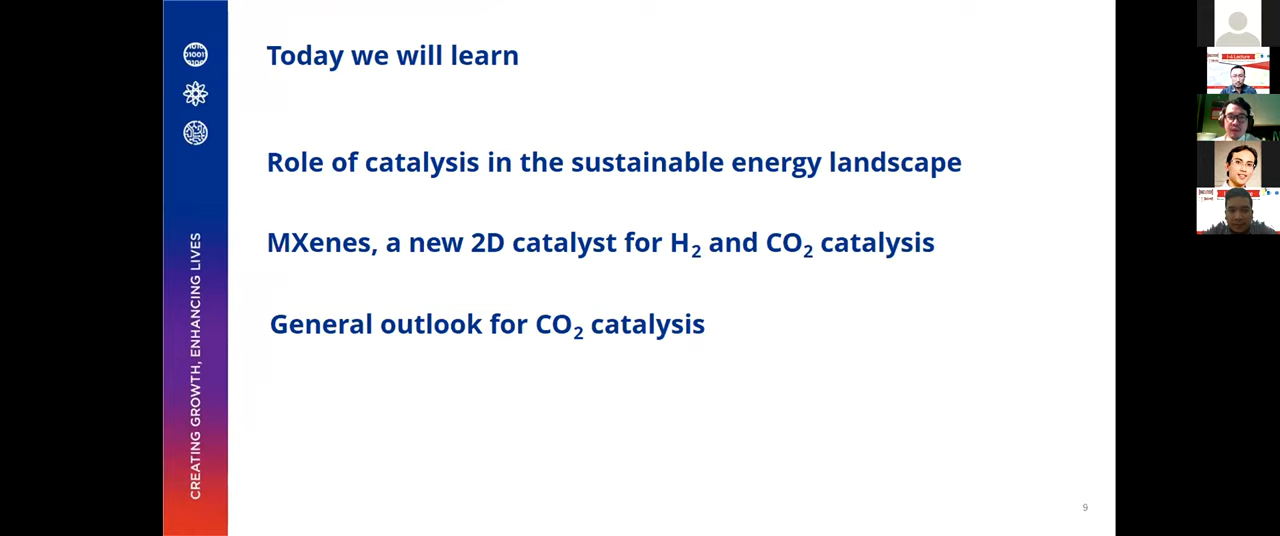 Today we will learn
Role of catalysis in the sustainable energy landscape
MXenes, a new 2D catalyst for H₂ and CO₂ catalysis
General outlook for CO₂ catalysis
CREATING GROWTH, ENHANCING LIVES
9